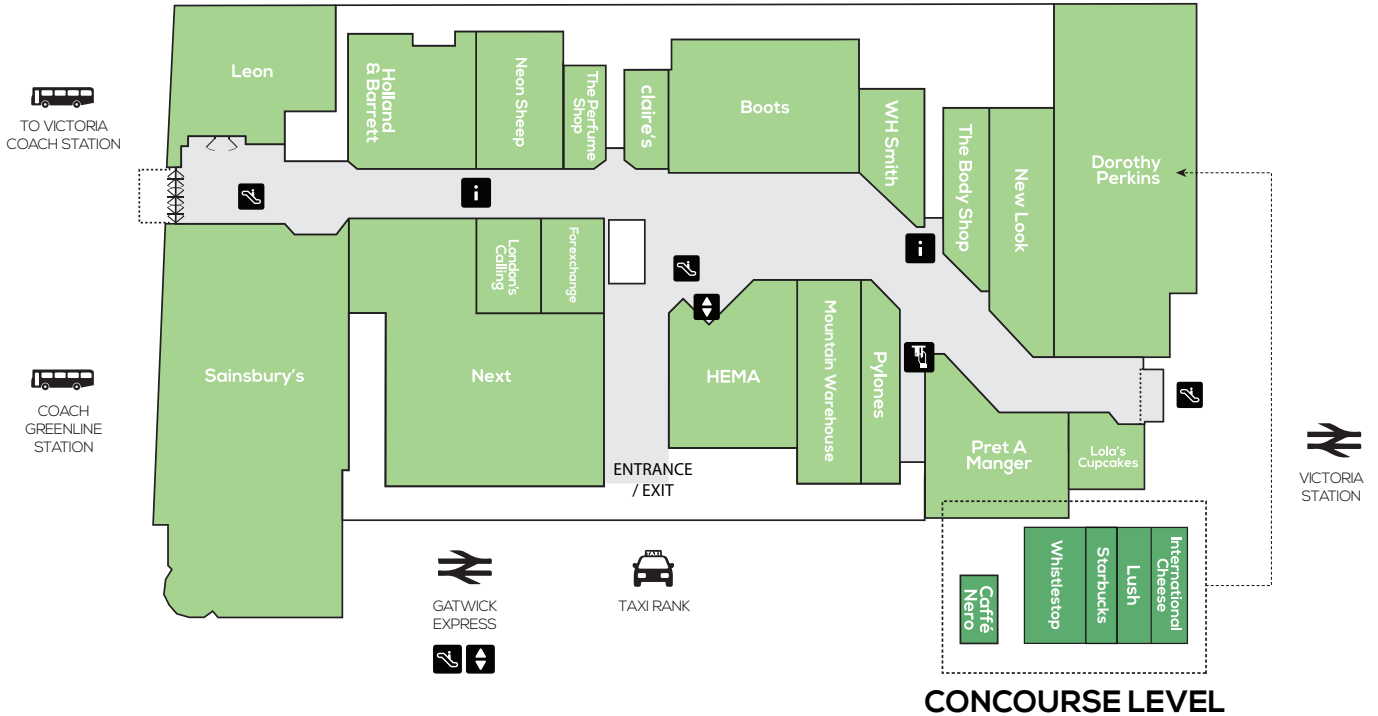 Leon
Holland
& Barrett
Neon Sheep
The Perfume
Shop
claire's
Boots
WH Smith
The Body Shop
New Look
Dorothy
Perkins
TO VICTORIA
COACH STATION
i
i
London's
Calling
Forexchange
Sainsbury's
Next
HEMA
Mountain Warehouse
Pylones
Pret A
Manger
Lola's
Cupcakes
COACH
GREENLINE
STATION
ENTRANCE
/ EXIT
VICTORIA
STATION
GATWICK
EXPRESS
TAXI
TAXI RANK
Caffé
Nero
Whistlestop
Starbucks
Lush
International
Cheese
CONCOURSE LEVEL